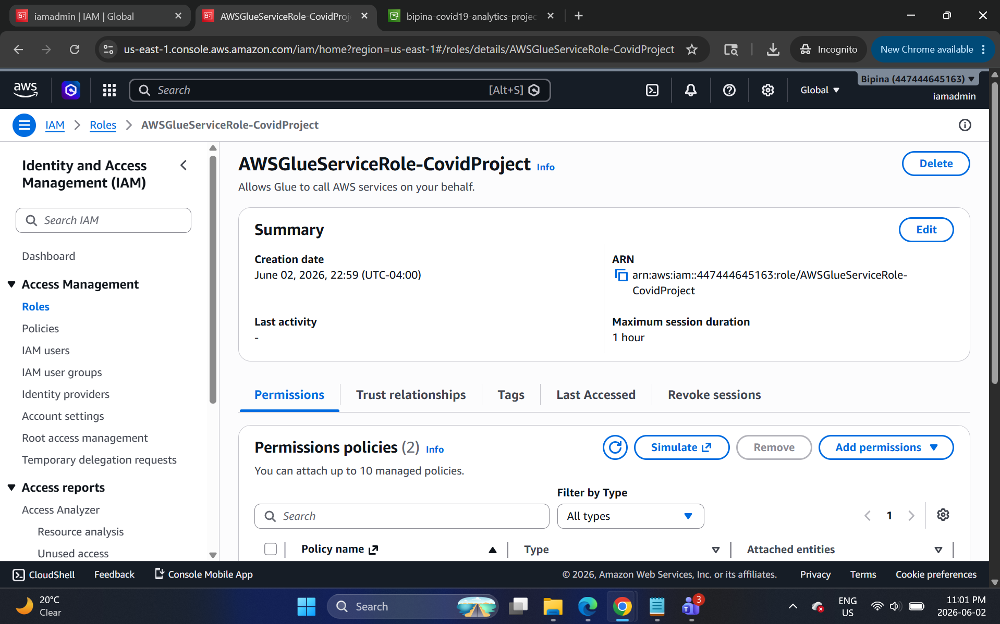 iamadmin | IAM | Global
AWSGlueServiceRole-CovidProj
bipina-covid19-analytics-projec
us-east-1.console.aws.amazon.com/iam/home?region=us-east-1#/roles/details/AWSGlueServiceRole-CovidProject
Incognito
New Chrome available
aws
Search
[Alt+S]
Global
Bipina (447444645163)
iamadmin
IAM
Roles
AWSGlueServiceRole-CovidProject
Identity and Access
Management (IAM)
Search IAM
Dashboard
Access Management
Roles
Policies
IAM users
IAM user groups
Identity providers
Account settings
Root access management
Temporary delegation requests
Access reports
Access Analyzer
Resource analysis
Unused access
AWSGlueServiceRole-CovidProject Info
Delete
Allows Glue to call AWS services on your behalf.
Summary
Edit
Creation date
June 02, 2026, 22:59 (UTC-04:00)
ARN
arn:aws:iam::447444645163:role/AWSGlueServiceRole-
CovidProject
Last activity
-
Maximum session duration
1 hour
Permissions
Trust relationships
Tags
Last Accessed
Revoke sessions
Permissions policies (2) Info
Simulate
Remove
Add permissions
You can attach up to 10 managed policies.
Filter by Type
Search
All types
1
Policy name
Type
Attached entities
CloudShell
Feedback
Console Mobile App
© 2026, Amazon Web Services, Inc. or its affiliates.
Privacy
Terms
Cookie preferences
20°C
Clear
Search
3
ENG
US
11:01 PM
2026-06-02